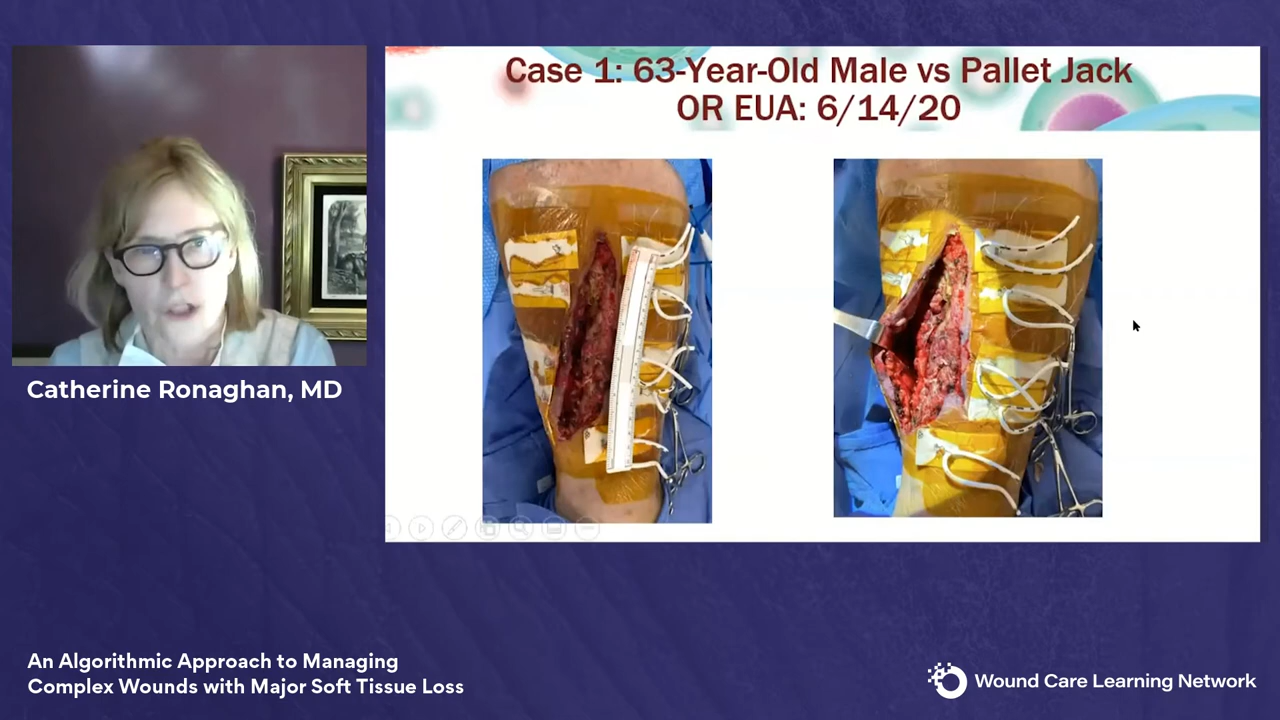 Case 1: 63-Year-Old Male vs Pallet Jack
OR EUA: 6/14/20
Catherine Ronaghan, MD
An Algorithmic Approach to Managing
Complex Wounds with Major Soft Tissue Loss
Wound Care Learning Network